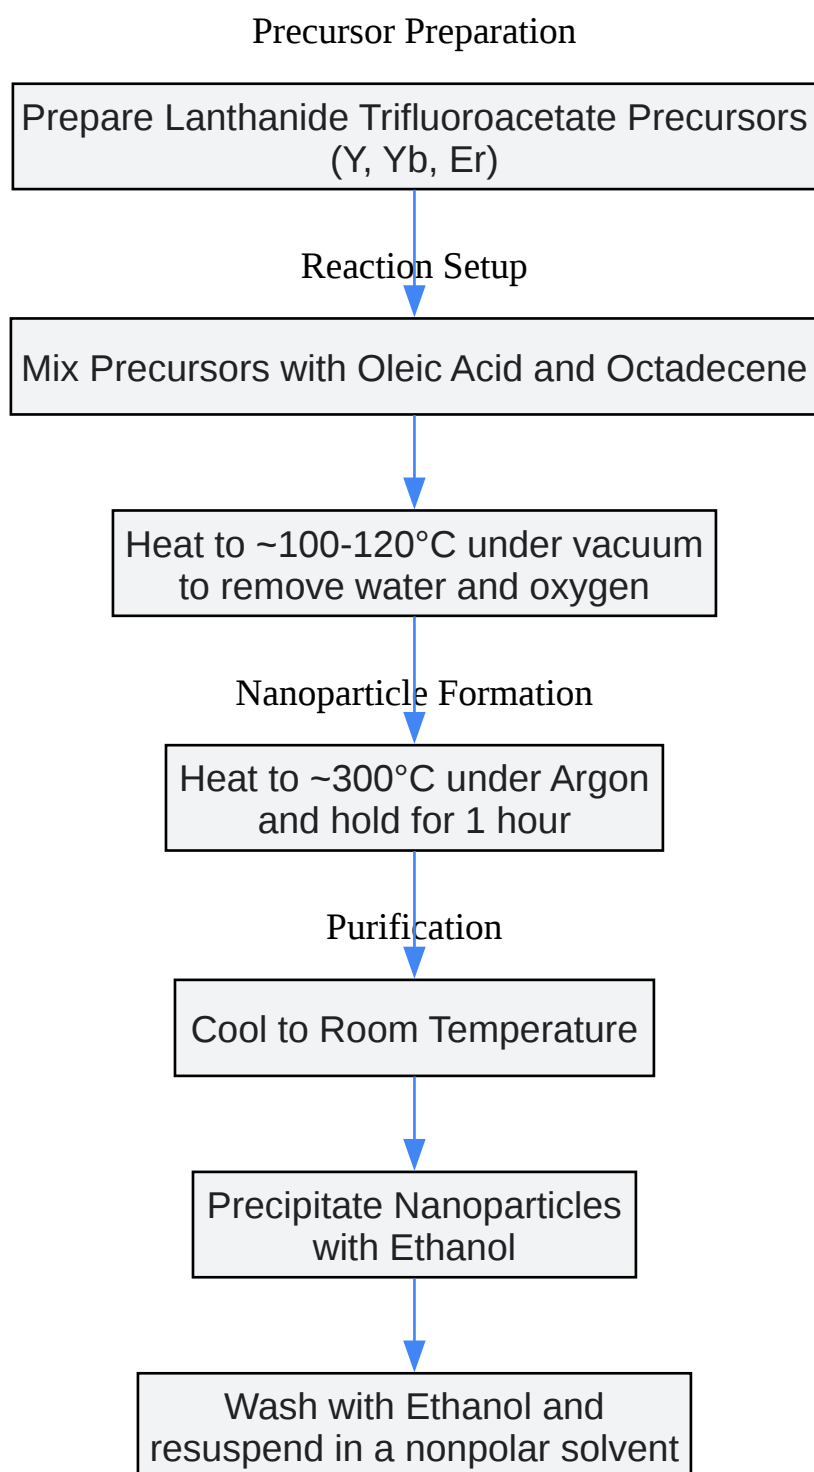 Precursor Preparation
Prepare Lanthanide Trifluoroacetate Precursors
(Y, Yb, Er)
Reaction Setup
Mix Precursors with Oleic Acid and Octadecene
Heat to ~100-120°C under vacuum
to remove water and oxygen
Nanoparticle Formation
Heat to ~300°C under Argon
and hold for 1 hour
Purification
Cool to Room Temperature
Precipitate Nanoparticles
with Ethanol
Wash with Ethanol and
resuspend in a nonpolar solvent